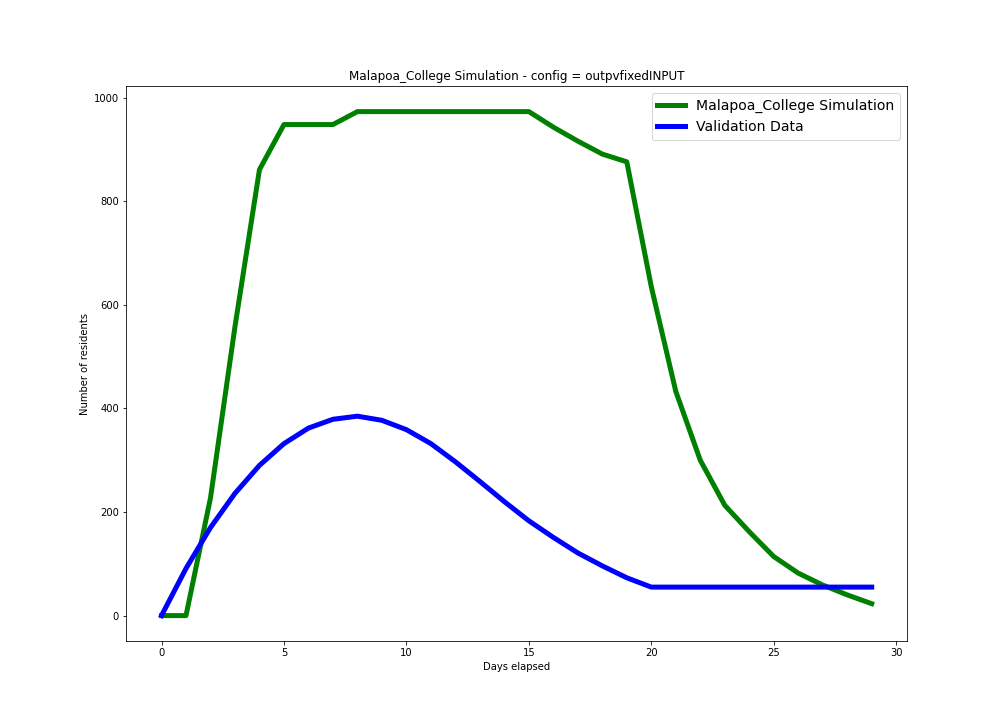 Malapoa_College Simulation - config = outpvfixedINPUT
Malapoa_College Simulation
Validation Data
Number of residents
1000
800
600
400
200
0
0 5 10 15 20 25 30
Days elapsed